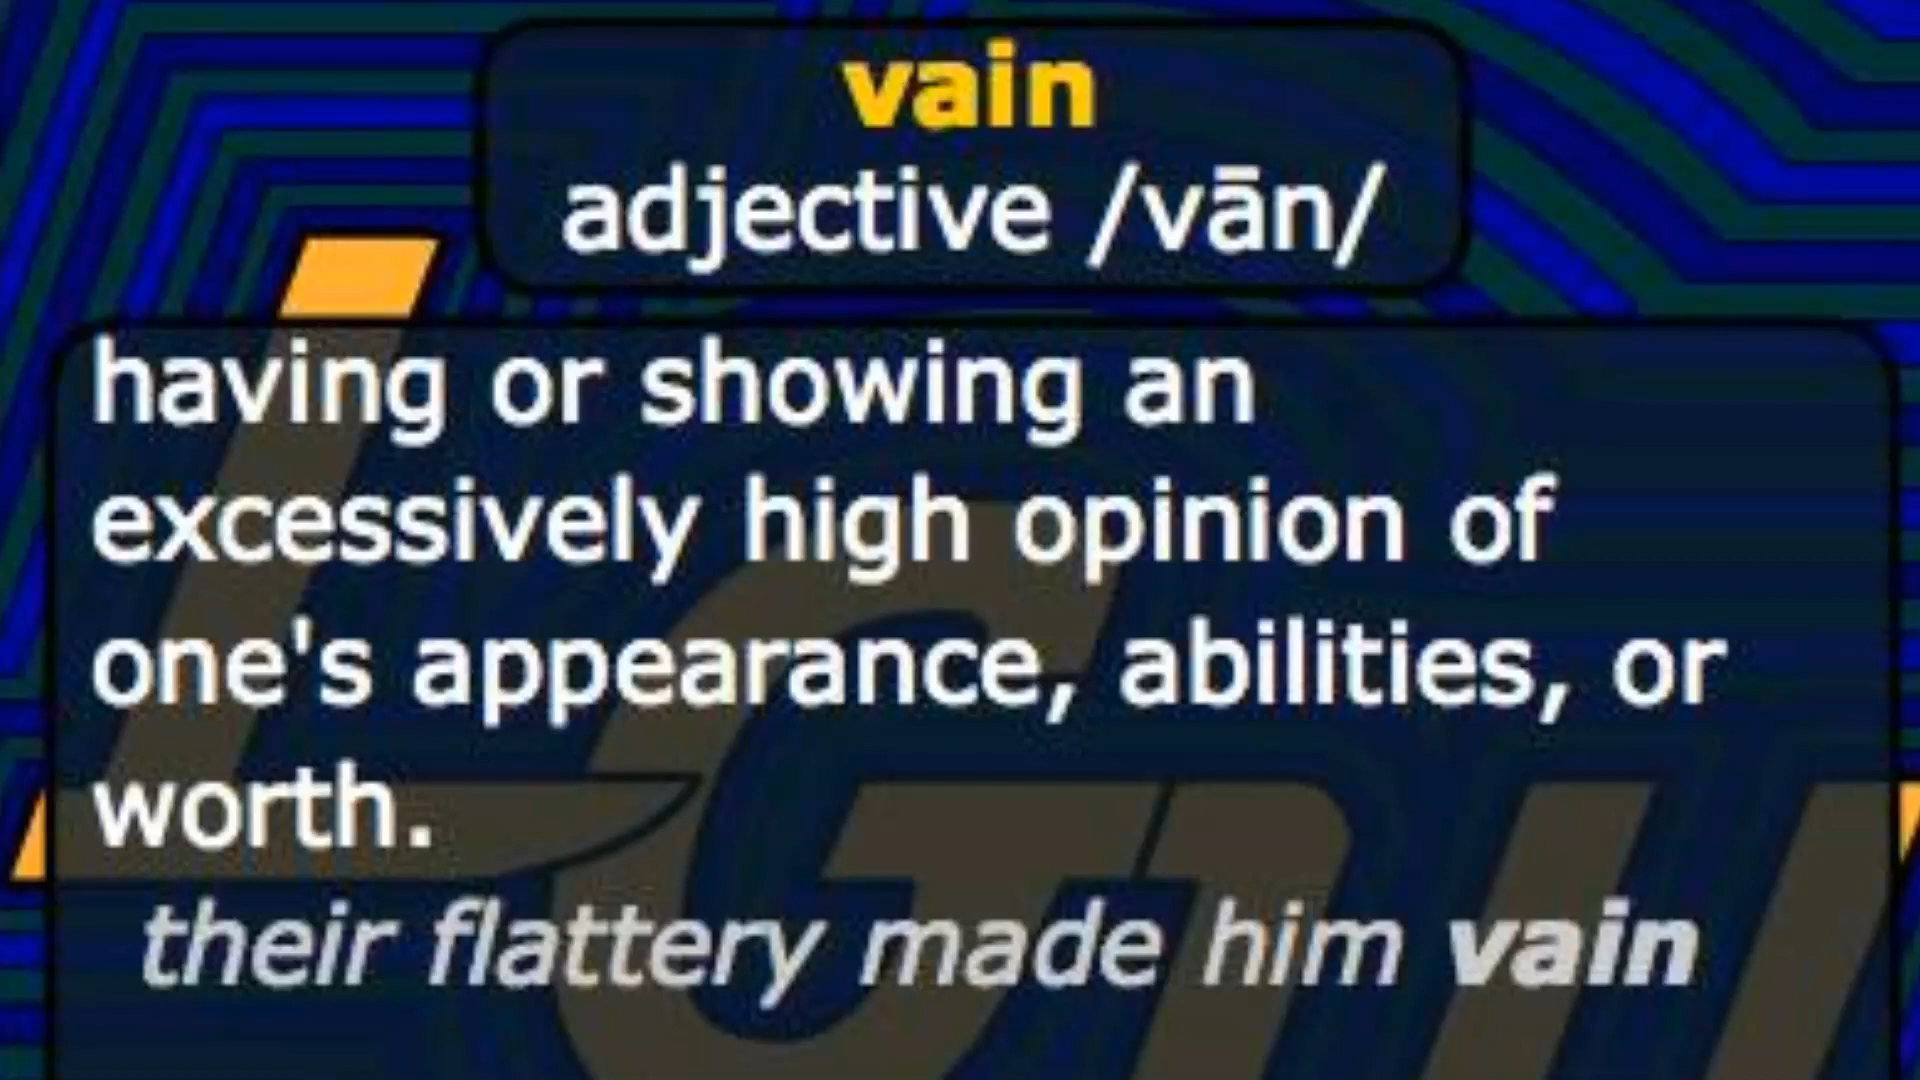 vain
adjective /vān/
having or showing an
excessively high opinion of
one's appearance, abilities, or
worth.
their flattery made him vain